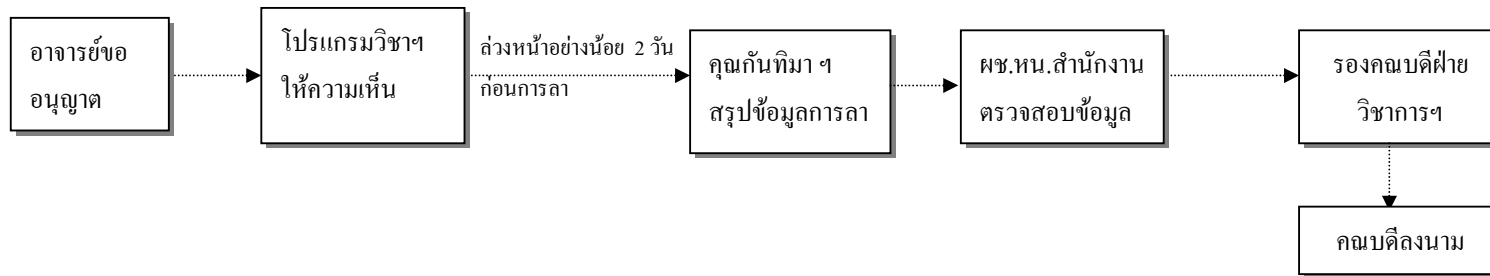 อาจารย์ขอ
อนุญาต
โปรแกรมวิชาฯ
ให้ความเห็น
ล่วงหน้าอย่างน้อย 2 วัน
ก่อนการลา
คุณกันทิมา ฯ
สรุปข้อมูลการลา
ผช.หน.สำนักงาน
ตรวจสอบข้อมูล
รองคณบดีฝ่าย
วิชาการฯ
คณบดีลงนาม